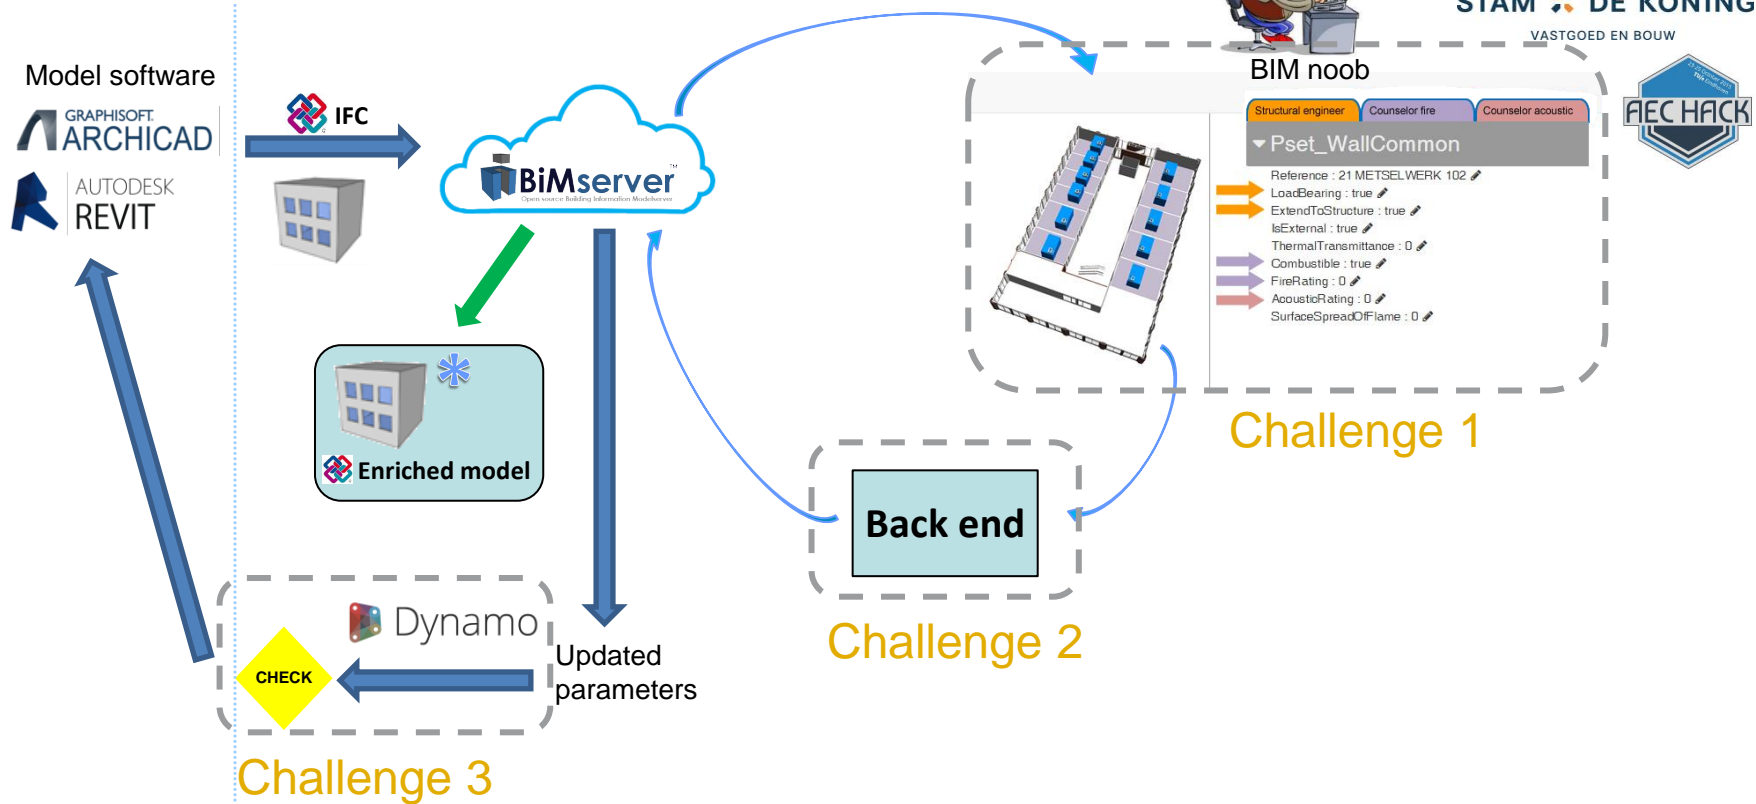 STAM DE KONING
VASTGOED EN BOUW
Model software
GRAPHISOFT.
ARCHICAD
AUTODESK
REVIT
IFC
BiMserver™
Open source Building Information Modelserver
BIM noob
AEC HACK
Structural engineer
Counselor fire
Counselor acoustic
Pset_WallCommon
Reference : 21 METSELWERK 102
LoadBearing : true
ExtendToStructure : true
IsExternal : true
ThermalTransmittance : 0
Combustible : true
FireRating : 0
AcousticRating : 0
SurfaceSpreadOfFlame : 0
Challenge 1
Enriched model
Back end
Challenge 2
Dynamo
CHECK
Updated
parameters
Challenge 3